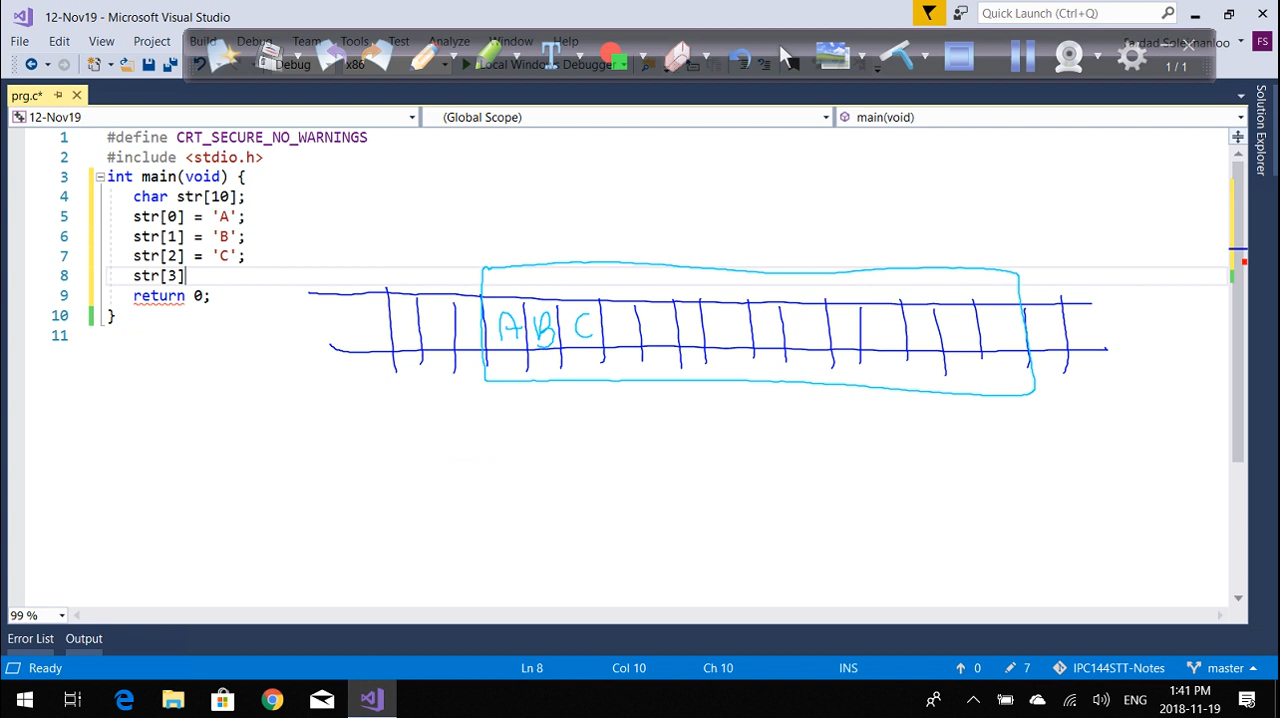 12-Nov19 - Microsoft Visual Studio
Quick Launch (Ctrl+Q)
File Edit View Project Build Debug Team Tools Test Analyze Window Help
FS
Debug x86 Local Windows Debugger
1 / 1
prg.c*
12-Nov19 (Global Scope) main(void)
1 #define CRT_SECURE_NO_WARNINGS
2 #include <stdio.h>
3 int main(void) {
4 char str[10];
5 str[0] = 'A';
6 str[1] = 'B';
7 str[2] = 'C';
8 str[3]
9 return 0;
10 }
11
A B C
Solution Explorer
99 %
Error List Output
Ready Ln 8 Col 10 Ch 10 INS 0 7 IPC144STT-Notes master
ENG 1:41 PM
2018-11-19